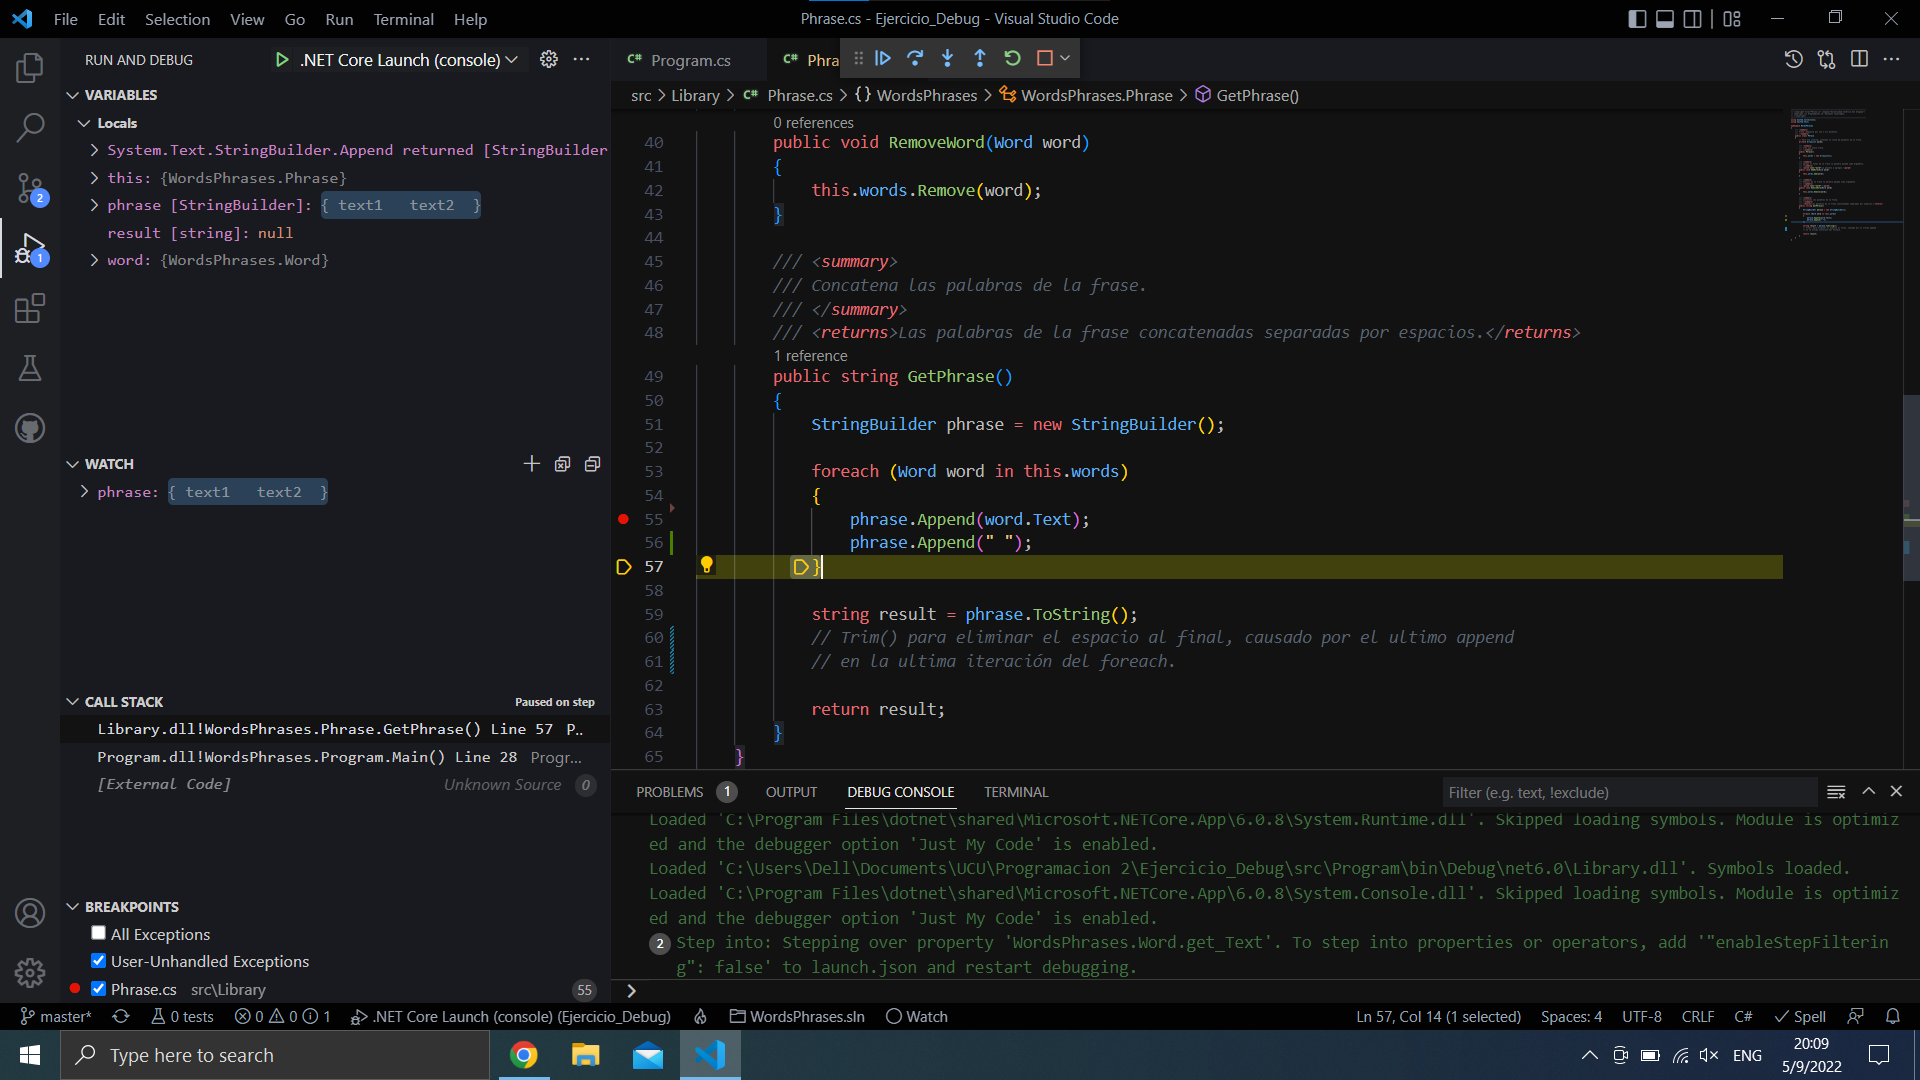 File Edit Selection View Go Run Terminal Help
Phrase.cs - Ejercicio_Debug - Visual Studio Code
RUN AND DEBUG
.NET Core Launch (console)
C# Program.cs
C# Phra
VARIABLES
src > Library > C# Phrase.cs > {} WordsPhrases > WordsPhrases.Phrase > GetPhrase()
Locals
System.Text.StringBuilder.Append returned [StringBuilder
this: {WordsPhrases.Phrase}
phrase [StringBuilder]: { text1   text2  }
result [string]: null
word: {WordsPhrases.Word}
WATCH
phrase: { text1   text2  }
CALL STACK
Paused on step
Library.dll!WordsPhrases.Phrase.GetPhrase() Line 57 P..
Program.dll!WordsPhrases.Program.Main() Line 28 Progr...
[External Code] Unknown Source 0
BREAKPOINTS
All Exceptions
User-Unhandled Exceptions
Phrase.cs src\Library 55
2
1
0 references
40 public void RemoveWord(Word word)
41 {
42 this.words.Remove(word);
43 }
44
45 /// <summary>
46 /// Concatena las palabras de la frase.
47 /// </summary>
48 /// <returns>Las palabras de la frase concatenadas separadas por espacios.</returns>
1 reference
49 public string GetPhrase()
50 {
51 StringBuilder phrase = new StringBuilder();
52
53 foreach (Word word in this.words)
54 {
55 phrase.Append(word.Text);
56 phrase.Append(" ");
57 }
58
59 string result = phrase.ToString();
60 // Trim() para eliminar el espacio al final, causado por el ultimo append
61 // en la ultima iteración del foreach.
62
63 return result;
64 }
65 }
PROBLEMS 1 OUTPUT DEBUG CONSOLE TERMINAL
Filter (e.g. text, !exclude)
Loaded 'C:\Program Files\dotnet\shared\Microsoft.NETCore.App\6.0.8\System.Runtime.dll'. Skipped loading symbols. Module is optimiz
ed and the debugger option 'Just My Code' is enabled.
Loaded 'C:\Users\Dell\Documents\UCU\Programacion 2\Ejercicio_Debug\src\Program\bin\Debug\net6.0\Library.dll'. Symbols loaded.
Loaded 'C:\Program Files\dotnet\shared\Microsoft.NETCore.App\6.0.8\System.Console.dll'. Skipped loading symbols. Module is optimiz
ed and the debugger option 'Just My Code' is enabled.
2 Step into: Stepping over property 'WordsPhrases.Word.get_Text'. To step into properties or operators, add '"enableStepFilterin
g": false' to launch.json and restart debugging.
>
master* 0 tests 0 0 1 .NET Core Launch (console) (Ejercicio_Debug) WordsPhrases.sln Watch
Ln 57, Col 14 (1 selected) Spaces: 4 UTF-8 CRLF C# Spell
Type here to search
ENG
20:09
5/9/2022